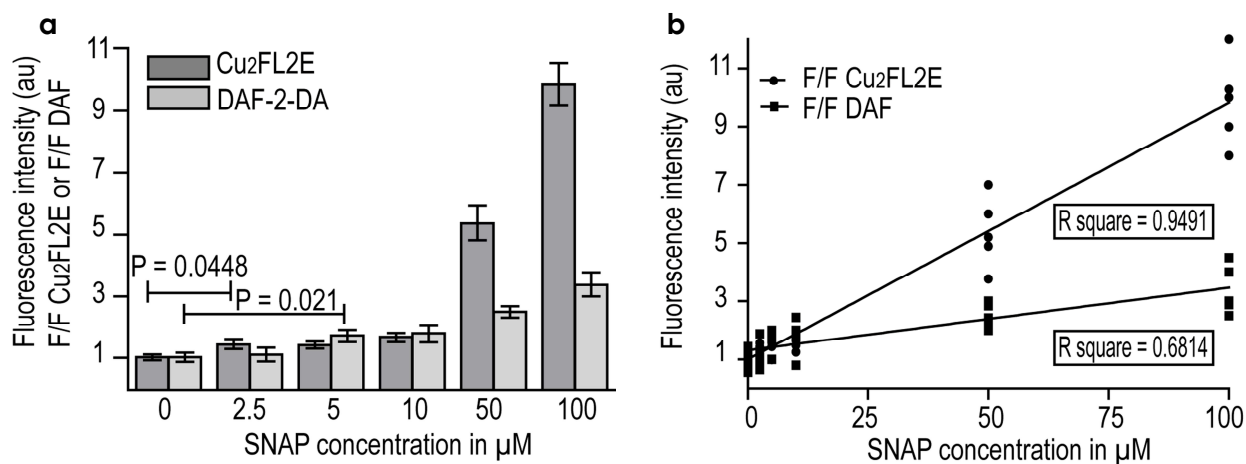 a
Fluorescence intensity (au)
F/F Cu₂FL2E or F/F DAF
11
9
7
5
3
1
Cu₂FL2E
DAF-2-DA
P = 0.0448
P = 0.021
0 2.5 5 10 50 100
SNAP concentration in µM
b
Fluorescence intensity (au)
11
9
7
5
3
1
F/F Cu₂FL2E
F/F DAF
R square = 0.9491
R square = 0.6814
0 25 50 75 100
SNAP concentration in µM